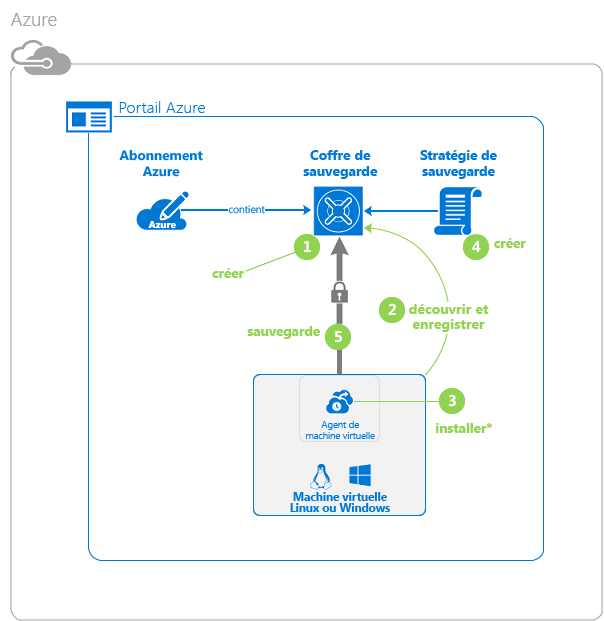 Azure
Portail Azure
Abonnement
Azure
Coffre de
sauvegarde
Stratégie de
sauvegarde
Azure
contient
1
créer
4
créer
2
découvrir et
enregistrer
sauvegarde
5
3
installer*
Agent de
machine virtuelle
Machine virtuelle
Linux ou Windows